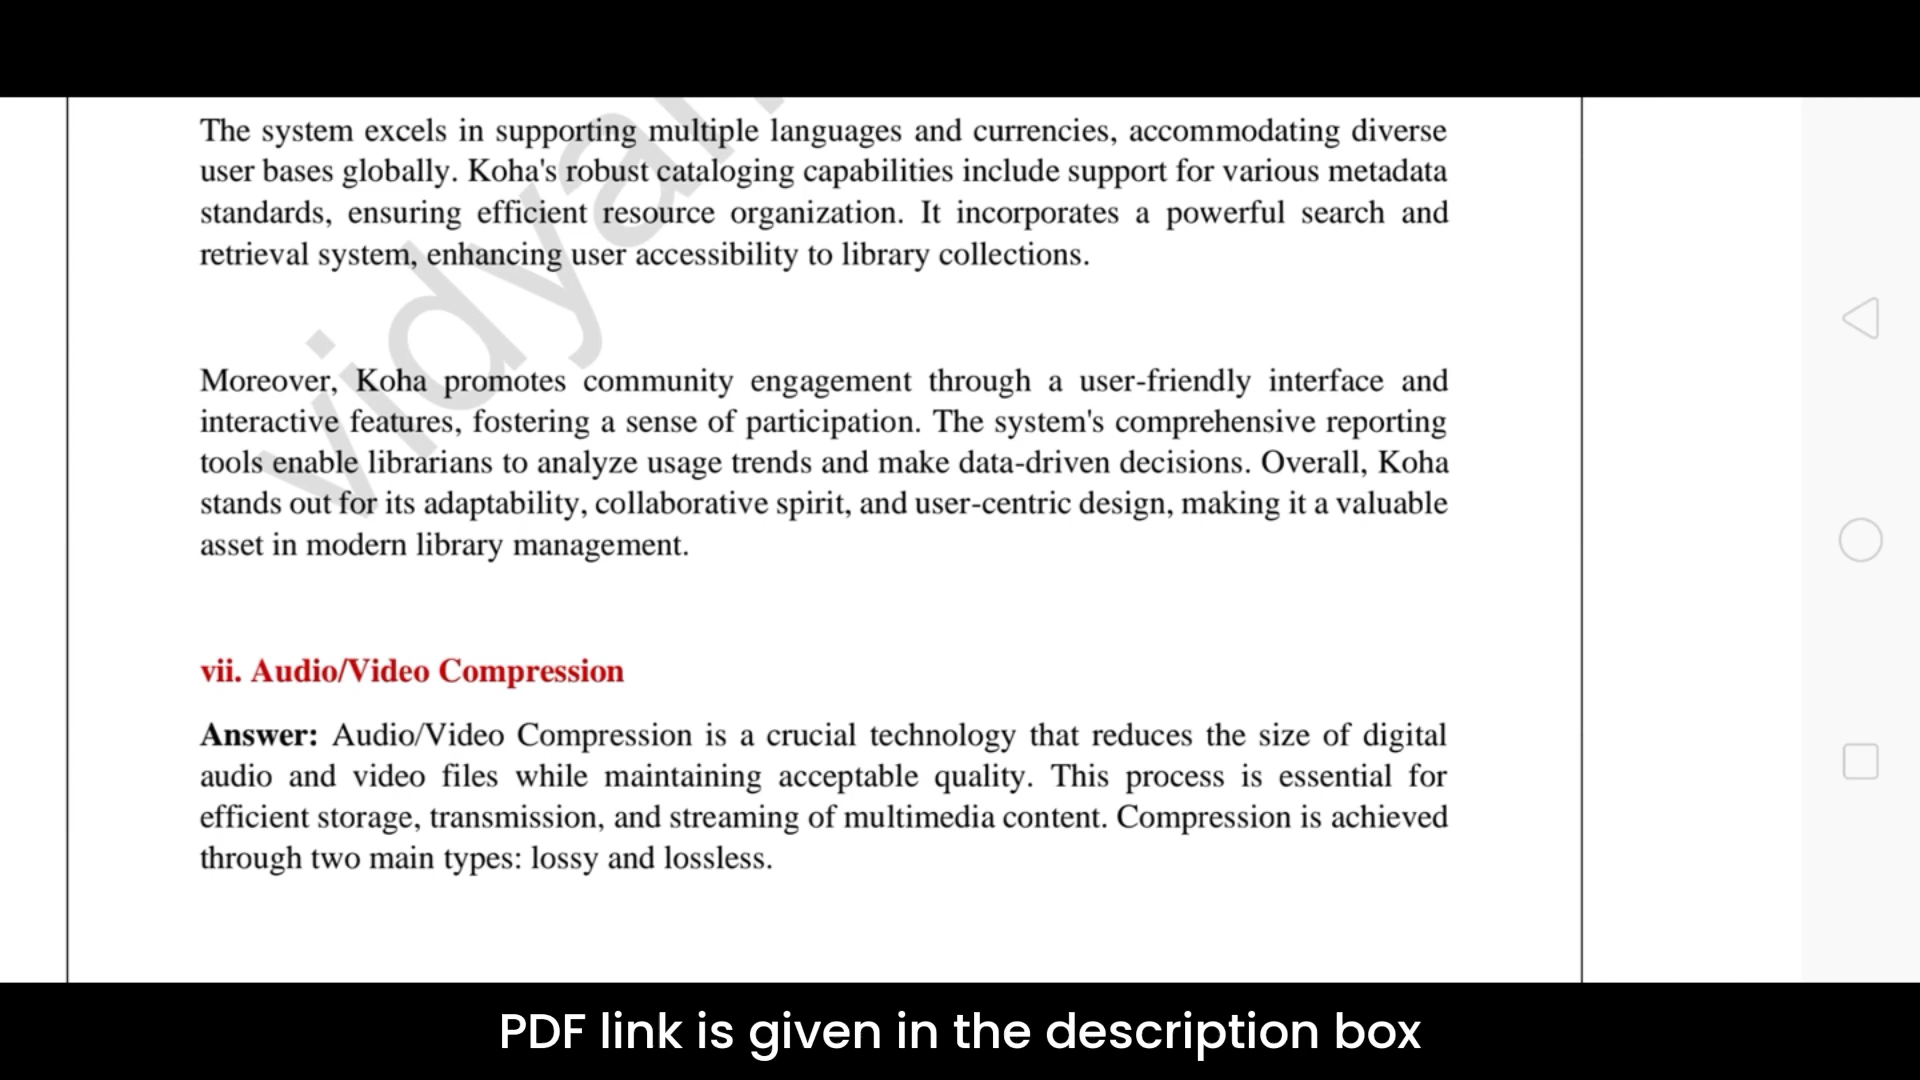 The system excels in supporting multiple languages and currencies, accommodating diverse
user bases globally. Koha's robust cataloging capabilities include support for various metadata
standards, ensuring efficient resource organization. It incorporates a powerful search and
retrieval system, enhancing user accessibility to library collections.
Moreover, Koha promotes community engagement through a user-friendly interface and
interactive features, fostering a sense of participation. The system's comprehensive reporting
tools enable librarians to analyze usage trends and make data-driven decisions. Overall, Koha
stands out for its adaptability, collaborative spirit, and user-centric design, making it a valuable
asset in modern library management.
vii. Audio/Video Compression
Answer: Audio/Video Compression is a crucial technology that reduces the size of digital
audio and video files while maintaining acceptable quality. This process is essential for
efficient storage, transmission, and streaming of multimedia content. Compression is achieved
through two main types: lossy and lossless.
PDF link is given in the description box